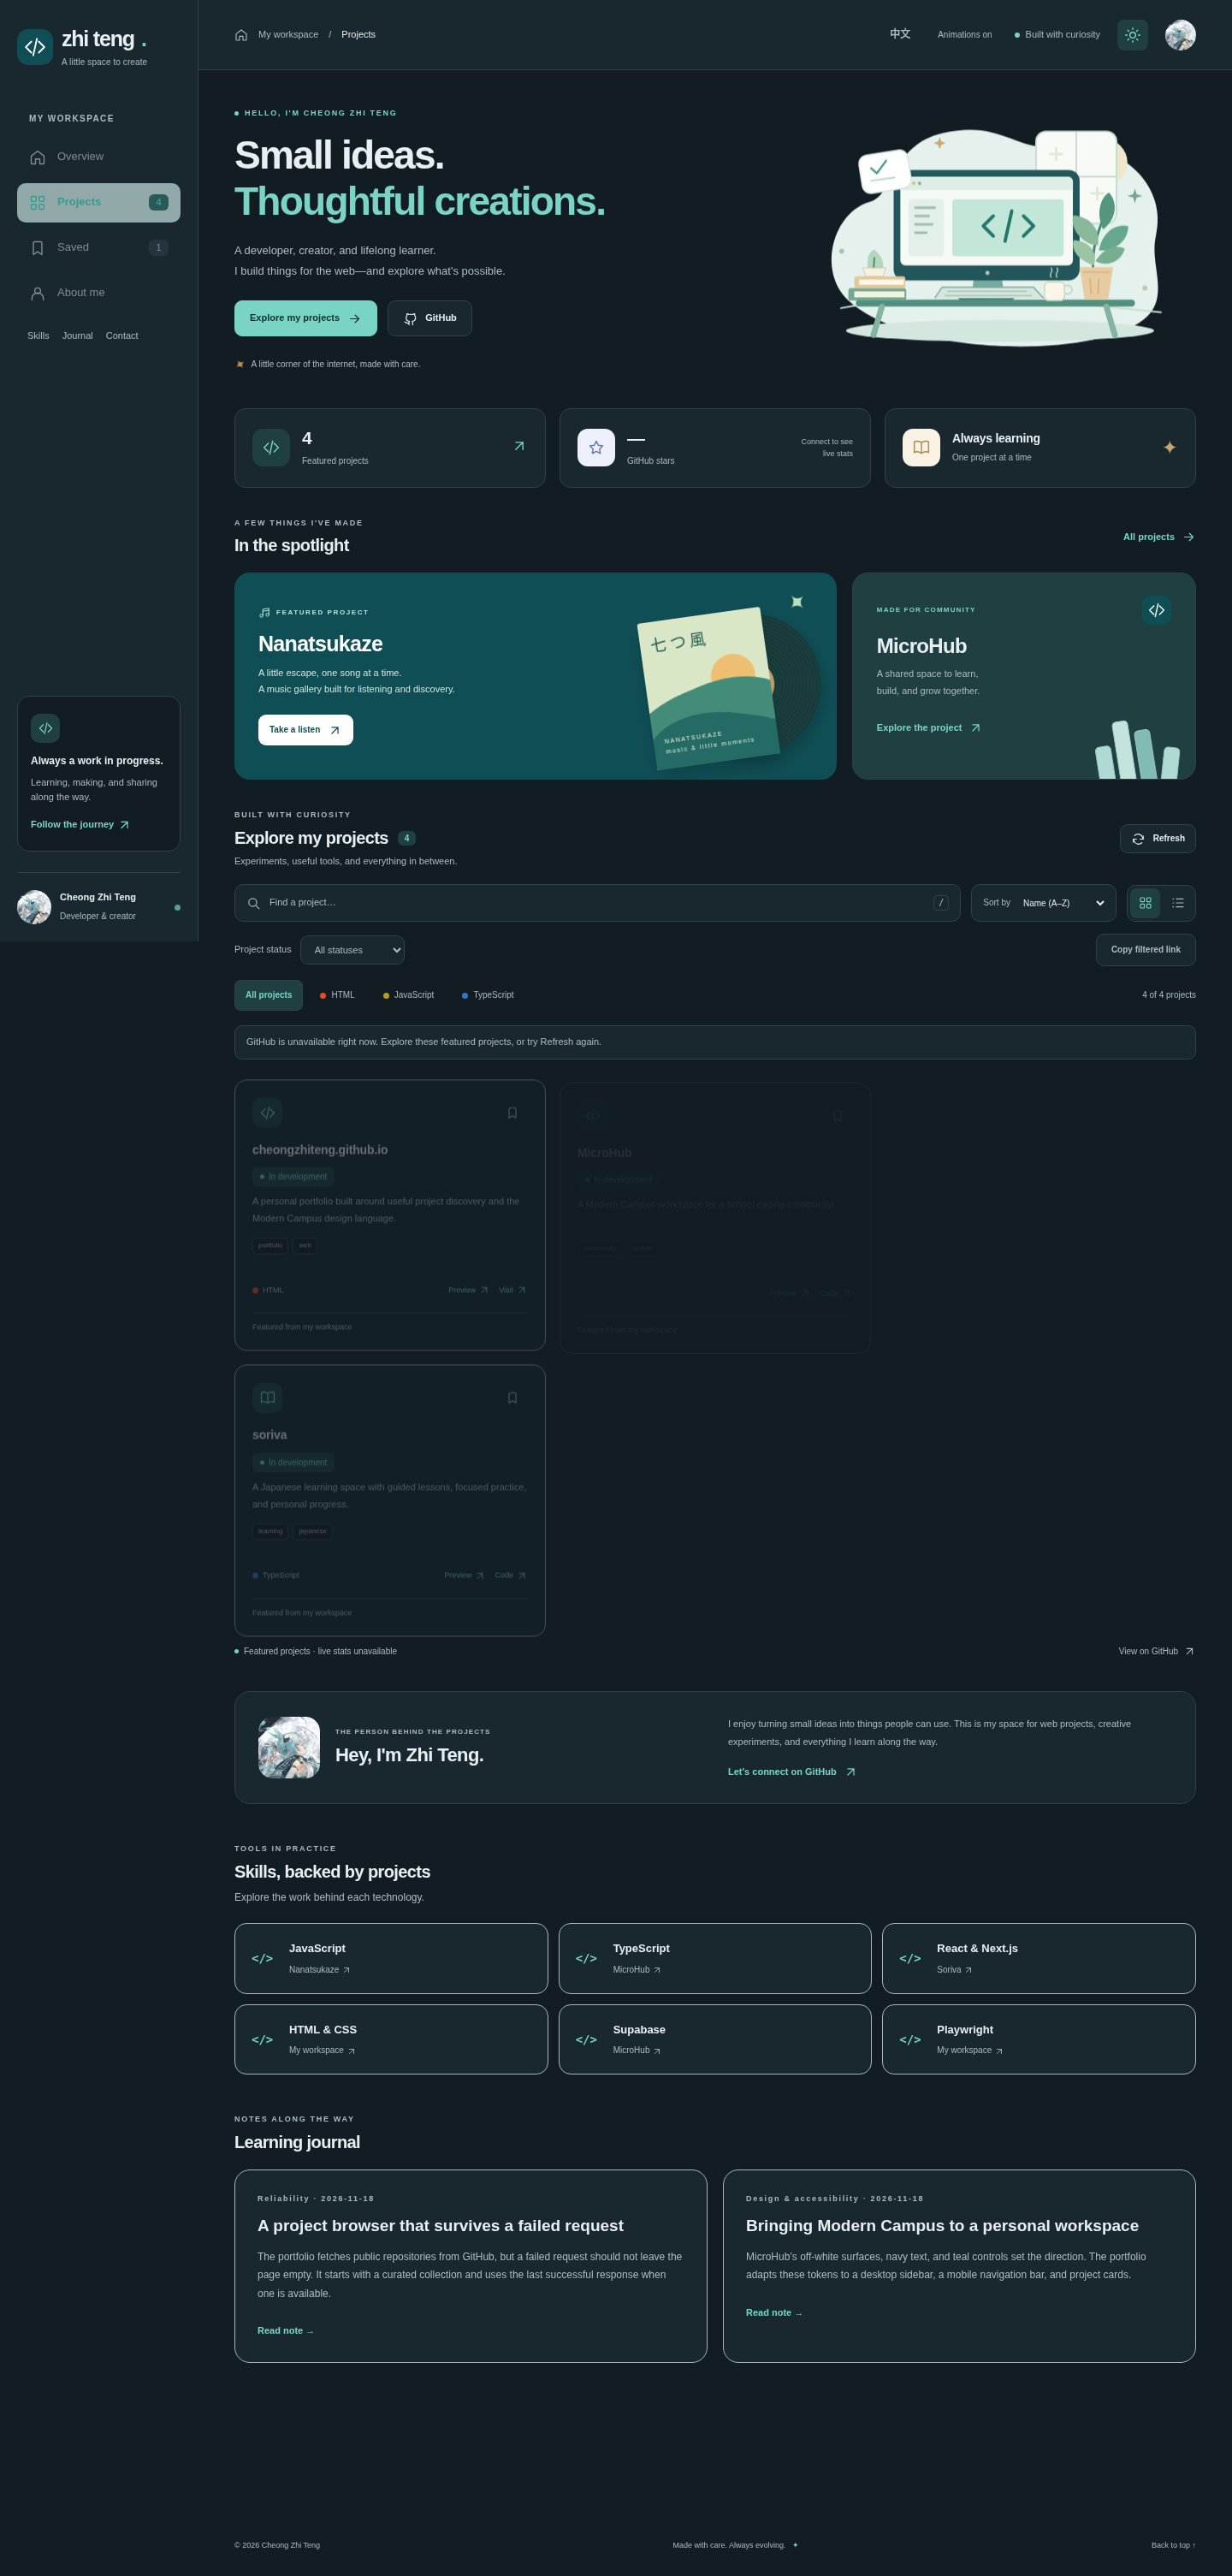 zhi teng .
A little space to create
MY WORKSPACE
Overview
Projects 4
Saved 1
About me
Skills Journal Contact
Always a work in progress.
Learning, making, and sharing
along the way.
Follow the journey
Cheong Zhi Teng
Developer & creator
My workspace / Projects
中文
Animations on
Built with curiosity
HELLO, I'M CHEONG ZHI TENG
Small ideas.
Thoughtful creations.
A developer, creator, and lifelong learner.
I build things for the web—and explore what's possible.
Explore my projects
GitHub
A little corner of the internet, made with care.
4
Featured projects
—
GitHub stars
Connect to see
live stats
Always learning
One project at a time
A FEW THINGS I'VE MADE
In the spotlight
All projects
FEATURED PROJECT
Nanatsukaze
A little escape, one song at a time.
A music gallery built for listening and discovery.
Take a listen
七つ風
NANATSUKAZE
music & little moments
MADE FOR COMMUNITY
MicroHub
A shared space to learn,
build, and grow together.
Explore the project
BUILT WITH CURIOSITY
Explore my projects 4
Experiments, useful tools, and everything in between.
Refresh
Find a project… /
Sort by Name (A–Z)
Project status All statuses
Copy filtered link
All projects HTML JavaScript TypeScript
4 of 4 projects
GitHub is unavailable right now. Explore these featured projects, or try Refresh again.
cheongzhiteng.github.io
In development
A personal portfolio built around useful project discovery and the
Modern Campus design language.
portfolio web
HTML Preview Visit
Featured from my workspace
MicroHub
In development
A Modern Campus workspace for a school coding community.
Preview Code
Featured from my workspace
soriva
In development
A Japanese learning space with guided lessons, focused practice,
and personal progress.
learning japanese
TypeScript Preview Code
Featured from my workspace
Featured projects · live stats unavailable
View on GitHub
THE PERSON BEHIND THE PROJECTS
Hey, I'm Zhi Teng.
I enjoy turning small ideas into things people can use. This is my space for web projects, creative
experiments, and everything I learn along the way.
Let's connect on GitHub
TOOLS IN PRACTICE
Skills, backed by projects
Explore the work behind each technology.
</> JavaScript
Nanatsukaze
</> TypeScript
MicroHub
</> React & Next.js
Soriva
</> HTML & CSS
My workspace
</> Supabase
MicroHub
</> Playwright
My workspace
NOTES ALONG THE WAY
Learning journal
Reliability · 2026-11-18
A project browser that survives a failed request
The portfolio fetches public repositories from GitHub, but a failed request should not leave the
page empty. It starts with a curated collection and uses the last successful response when
one is available.
Read note →
Design & accessibility · 2026-11-18
Bringing Modern Campus to a personal workspace
MicroHub's off-white surfaces, navy text, and teal controls set the direction. The portfolio
adapts these tokens to a desktop sidebar, a mobile navigation bar, and project cards.
Read note →
© 2026 Cheong Zhi Teng
Made with care. Always evolving. ✦
Back to top ↑